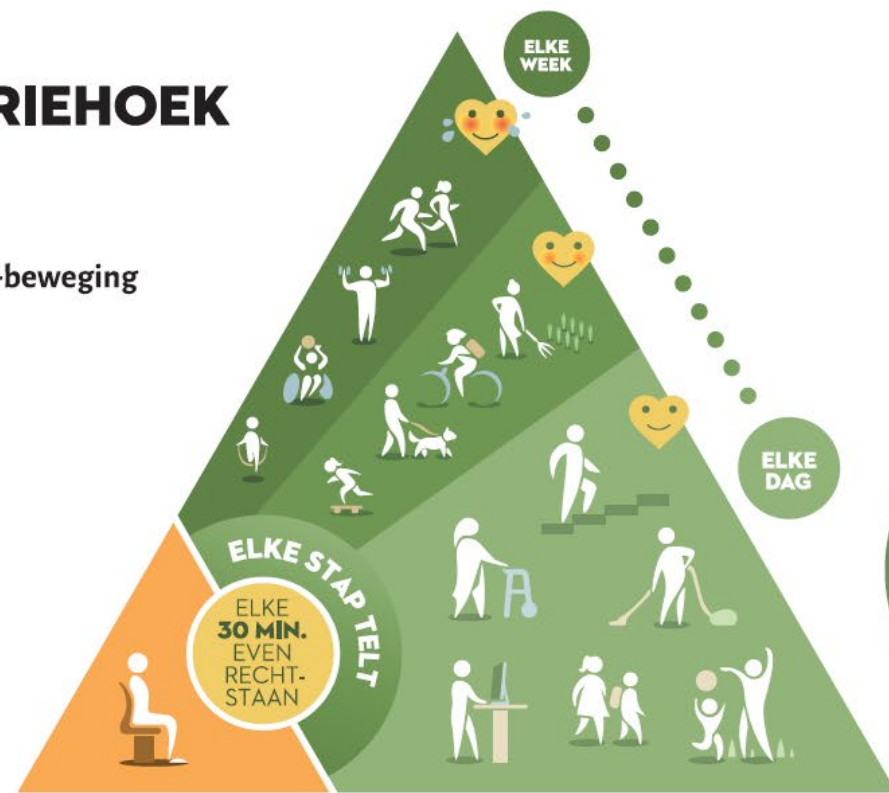 RIEHOEK
-beweging
ELKE
WEEK
ELKE
DAG
ELKE STAP TELT
ELKE
30 MIN.
EVEN
RECHT-
STAAN